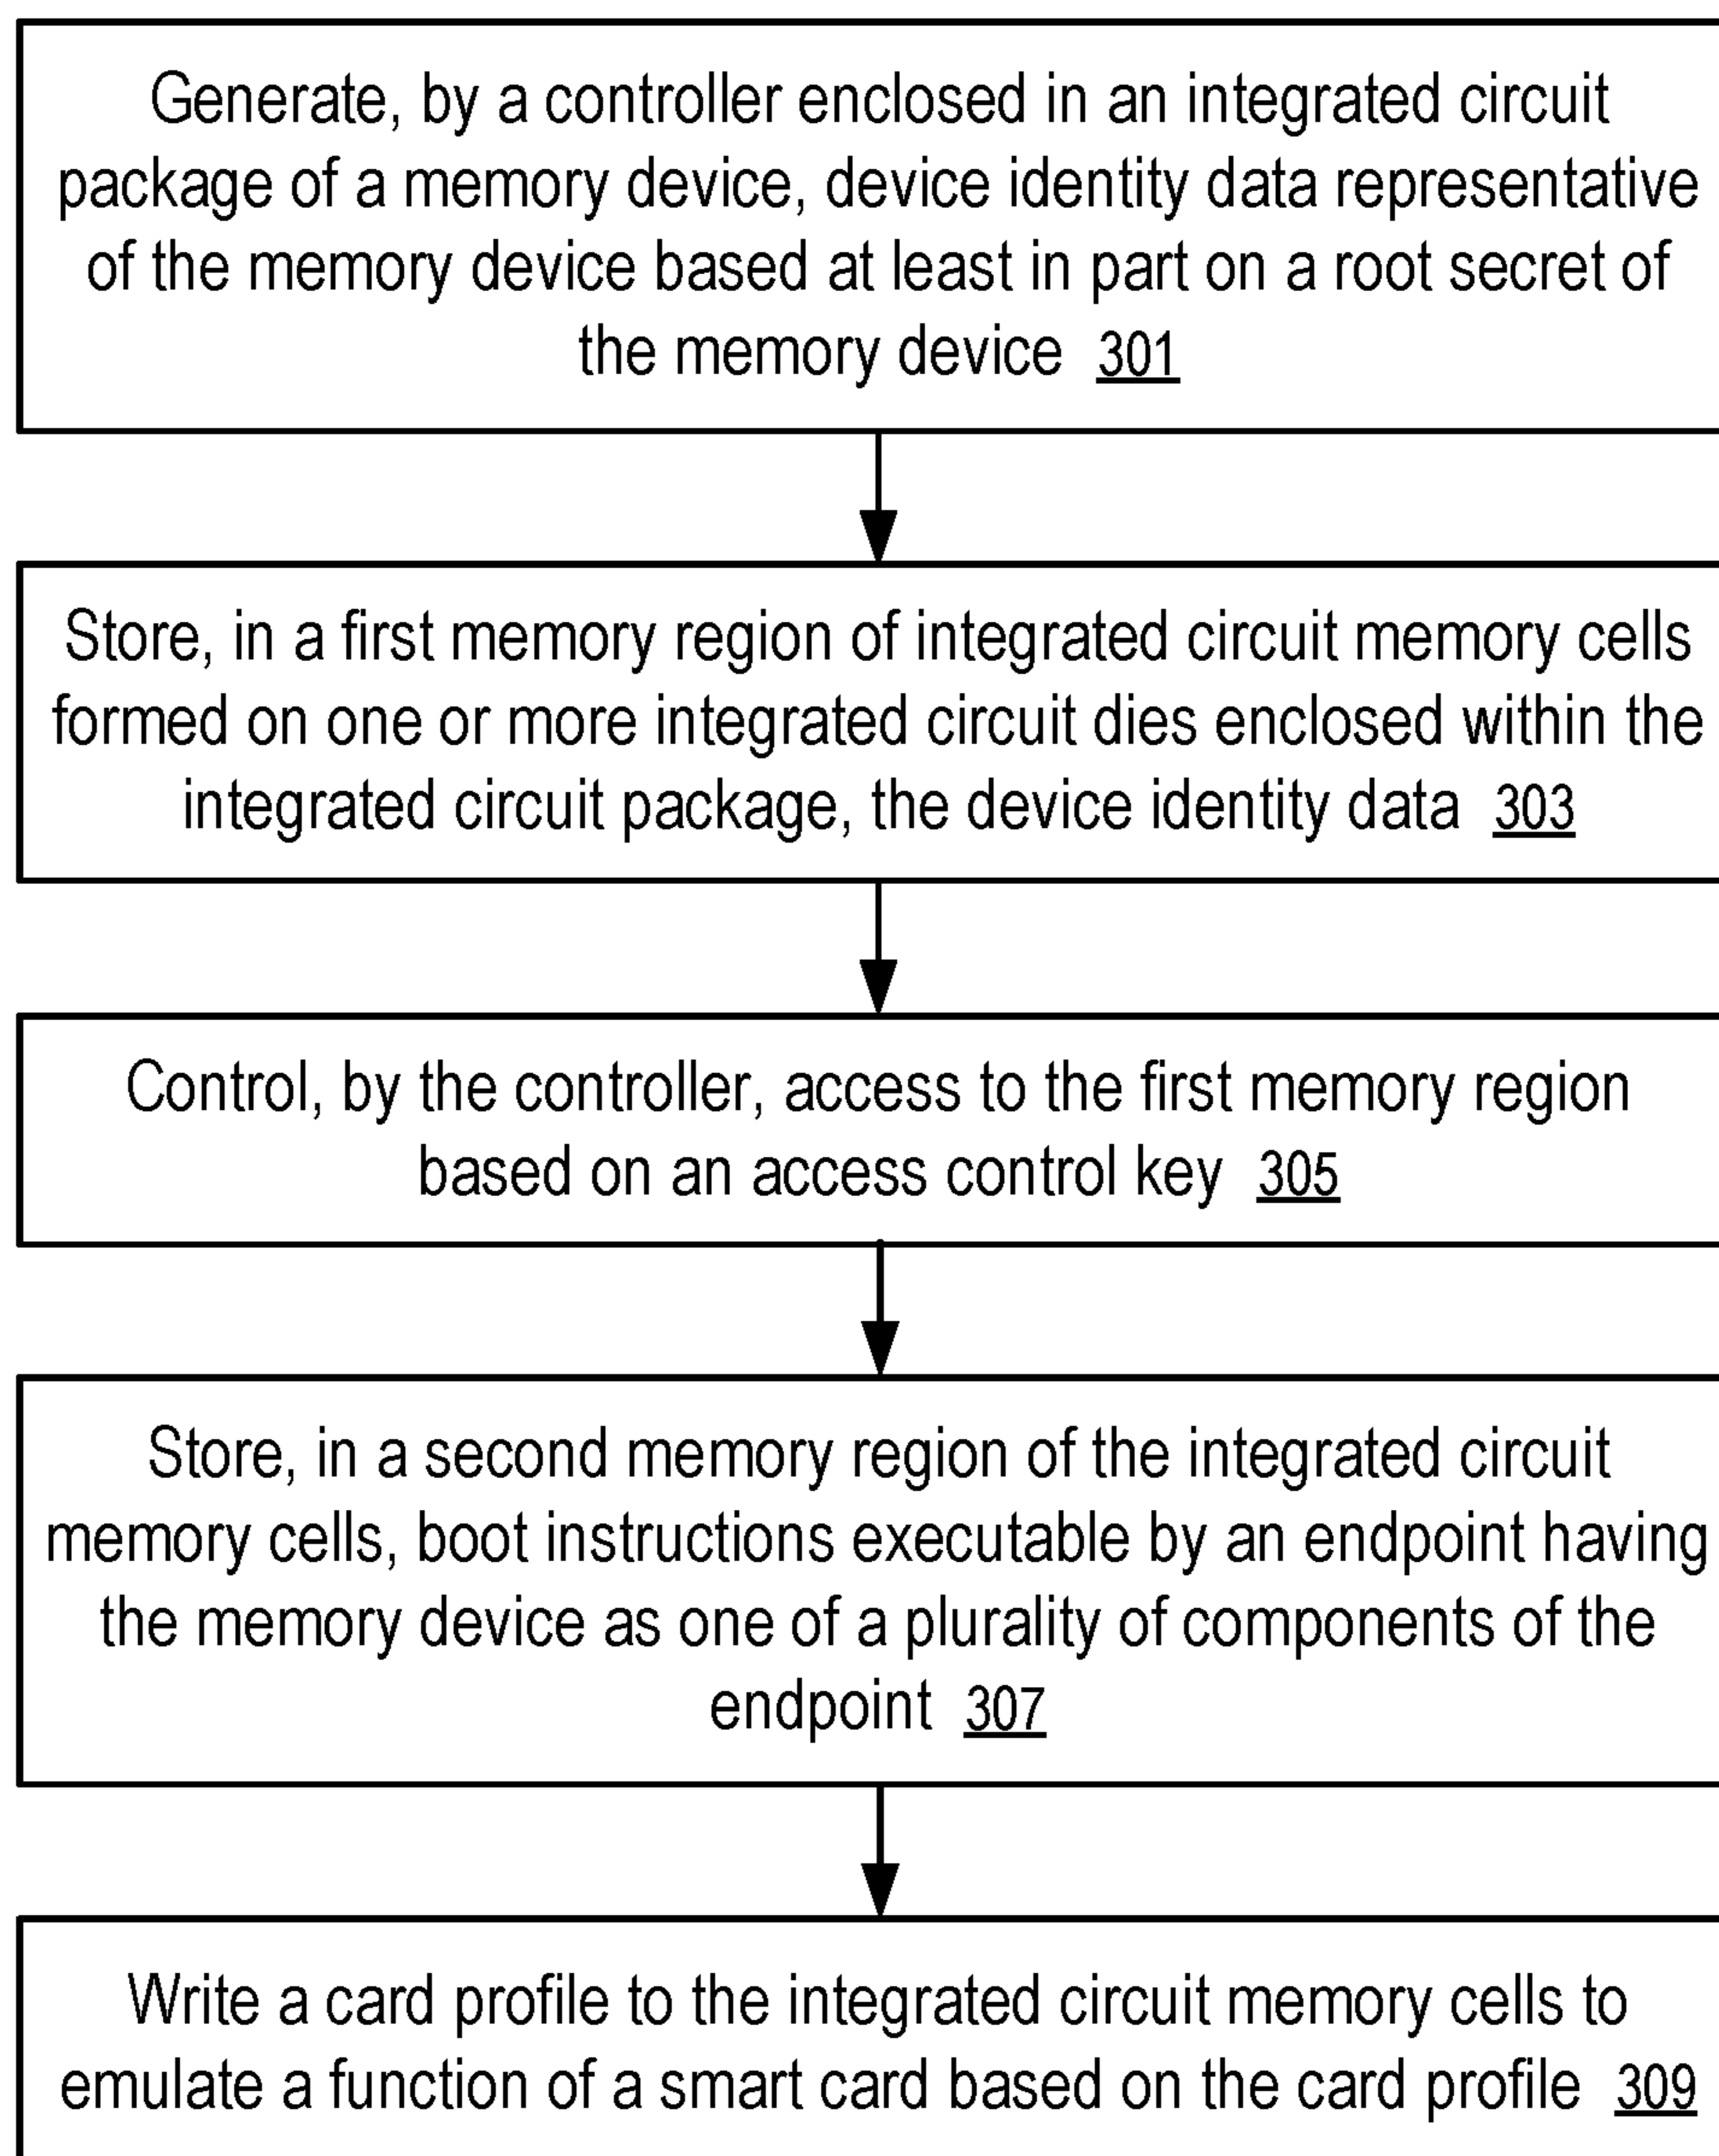 Generate, by a controller enclosed in an integrated circuit
package of a memory device, device identity data representative
of the memory device based at least in part on a root secret of
the memory device 301
Store, in a first memory region of integrated circuit memory cells
formed on one or more integrated circuit dies enclosed within the
integrated circuit package, the device identity data 303
Control, by the controller, access to the first memory region
based on an access control key 305
Store, in a second memory region of the integrated circuit
memory cells, boot instructions executable by an endpoint having
the memory device as one of a plurality of components of the
endpoint 307
Write a card profile to the integrated circuit memory cells to
emulate a function of a smart card based on the card profile 309